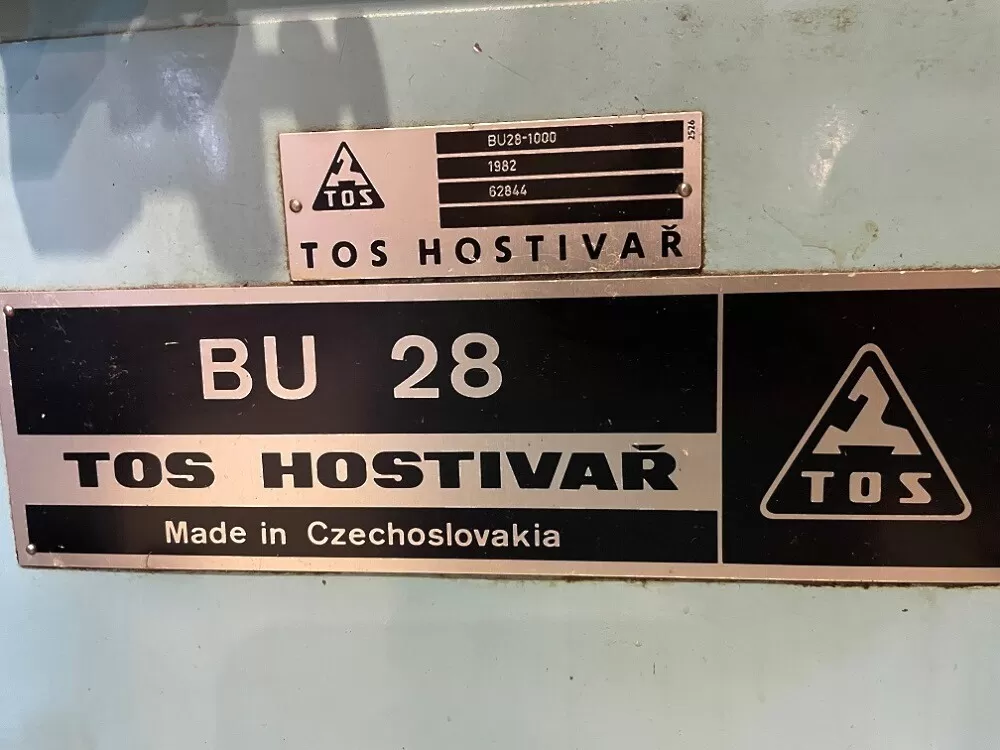 BU28-1000
1982
62844
2526
TOS
TOS HOSTIVAŘ
BU 28
TOS HOSTIVAŘ
Made in Czechoslovakia
TOS